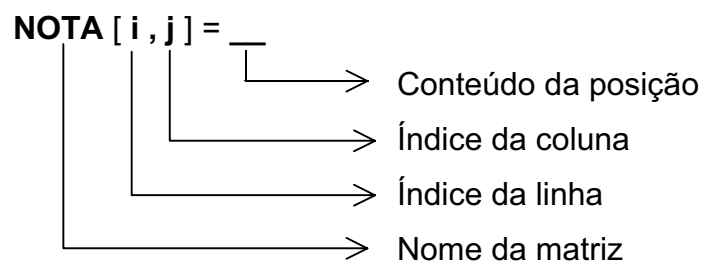 NOTA [ i , j ] = __
Conteúdo da posição
Índice da coluna
Índice da linha
Nome da matriz